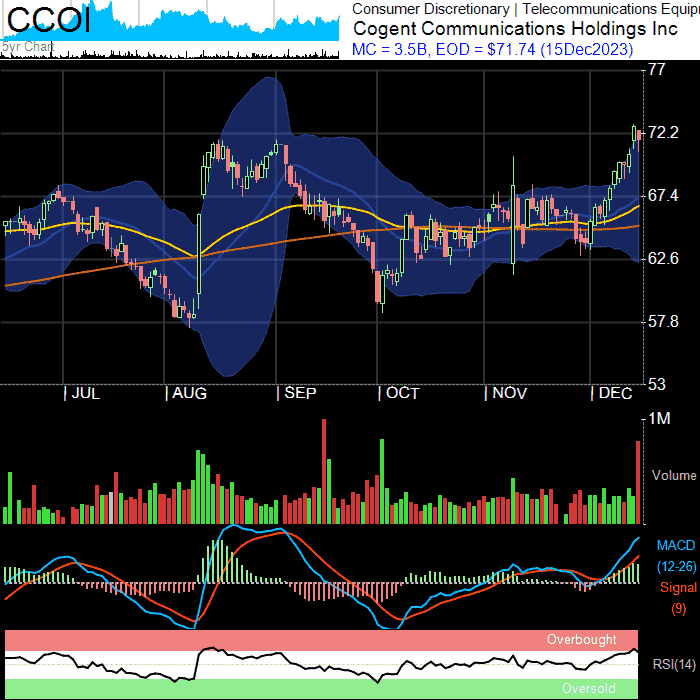 CCOI
5yr Chart
Consumer Discretionary | Telecommunications Equip
Cogent Communications Holdings Inc
MC = 3.5B, EOD = $71.74 (15Dec2023)
77
72.2
67.4
62.6
57.8
53
| JUL | AUG | SEP | OCT | NOV | DEC
1M
Volume
MACD
(12-26)
Signal
(9)
Overbought
RSI(14)
Oversold